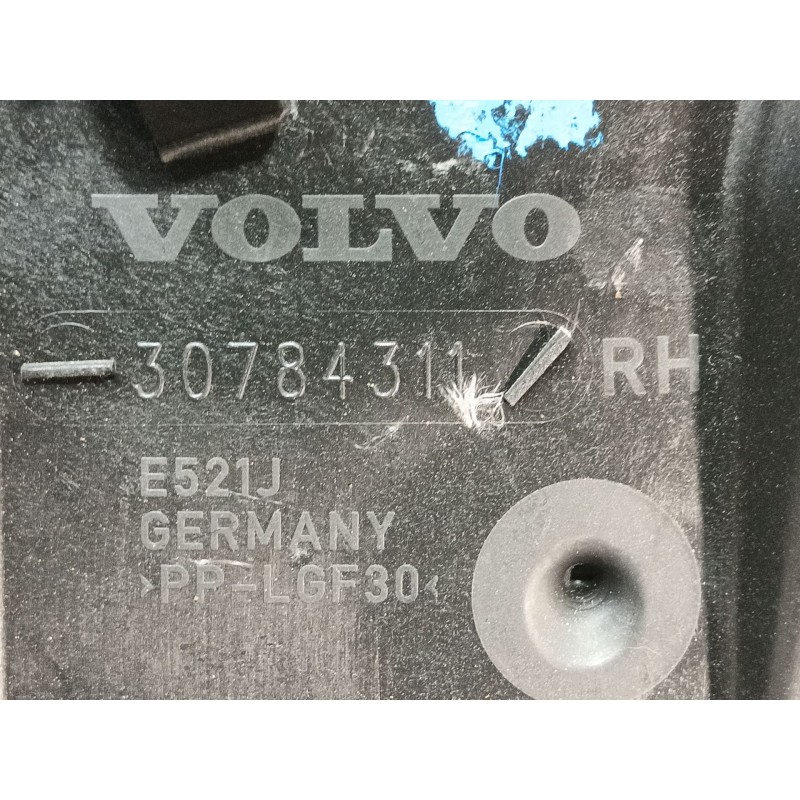 VOLVO
30784311 RH
E521J
GERMANY
>PP-LGF30<